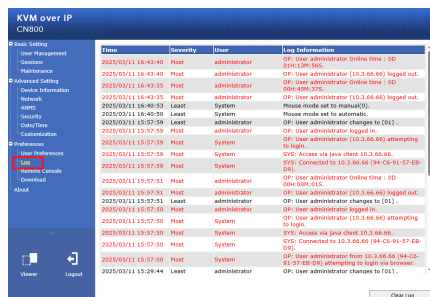 KVM over IP
CN800
Basic Setting
User Management
Sessions
Maintenance
Advanced Setting
Device Information
Network
ANMS
Security
Date/Time
Customization
Preferences
User Preferences
Log
Remote Console
Download
About
Viewer Logout
Time Severity User Log Information
2025/03/11 16:43:40 Most administrator OP: User administrator Online time : 0D
01H:13M:56S.
2025/03/11 16:43:40 Most administrator OP: User administrator (10.3.66.66) logged out.
2025/03/11 16:43:35 Most administrator OP: User administrator Online time : 0D
00H:45M:37S.
2025/03/11 16:43:35 Most administrator OP: User administrator (10.3.66.66) logged out.
2025/03/11 16:40:53 Least System Mouse mode set to manual(0).
2025/03/11 16:40:50 Least System Mouse mode set to automatic.
2025/03/11 15:57:59 Least administrator OP: User administrator changes to [01] .
2025/03/11 15:57:59 Most administrator OP: User administrator logged in.
2025/03/11 15:57:59 Most System OP: User administrator (10.3.66.66) attempting
to login.
2025/03/11 15:57:59 Most System SYS: Access via java client 10.3.66.66.
2025/03/11 15:57:59 Most System SYS: Connected to 10.3.66.66 (94-C6-91-57-EB-
D9).
2025/03/11 15:57:51 Most administrator OP: User administrator Online time : 0D
00H:00M:01S.
2025/03/11 15:57:51 Most administrator OP: User administrator (10.3.66.66) logged out.
2025/03/11 15:57:51 Least administrator OP: User administrator changes to [01] .
2025/03/11 15:57:50 Most administrator OP: User administrator logged in.
2025/03/11 15:57:50 Most System OP: User administrator (10.3.66.66) attempting
to login.
2025/03/11 15:57:50 Most System SYS: Access via java client 10.3.66.66.
2025/03/11 15:57:50 Most System SYS: Connected to 10.3.66.66 (94-C6-91-57-EB-
D9).
2025/03/11 15:57:00 Most System OP: User administrator from 10.3.66.66 (94-C6-
91-57-EB-D9) attempting to login via browser.
2025/03/11 15:29:44 Least administrator OP: User administrator changes to [01] .
Clear Log